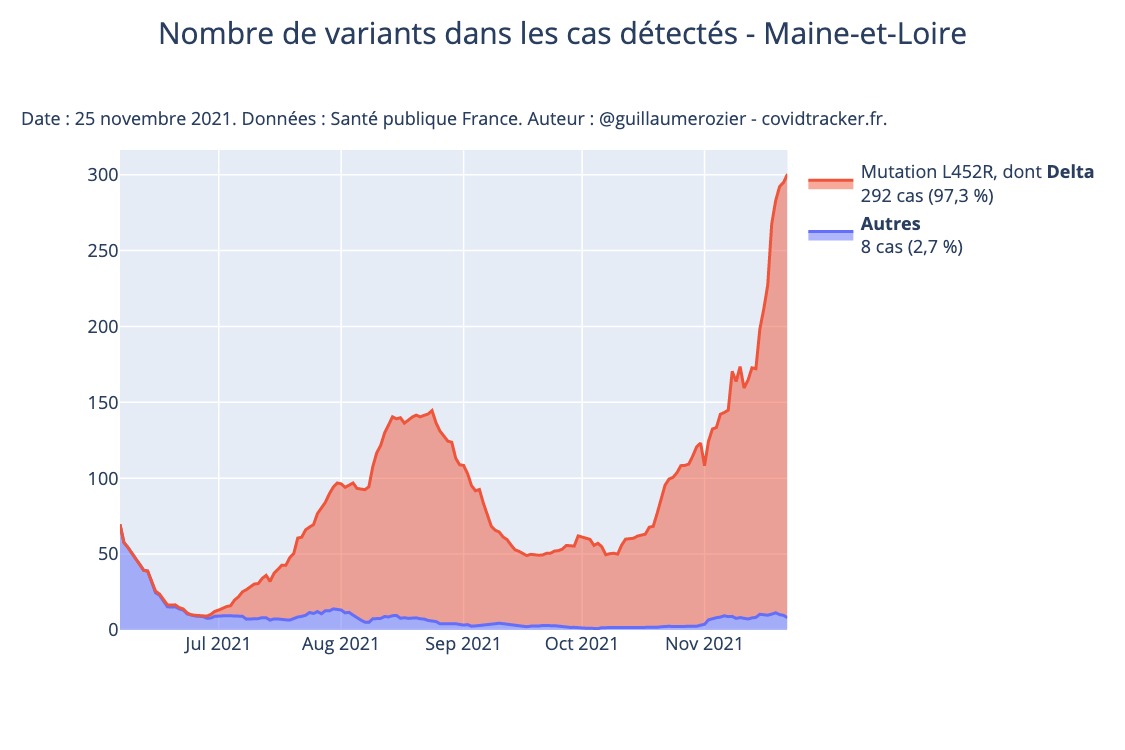 Nombre de variants dans les cas détectés - Maine-et-Loire
Date : 25 novembre 2021. Données : Santé publique France. Auteur : @guillaumerozier - covidtracker.fr.
Mutation L452R, dont Delta
292 cas (97,3 %)
Autres
8 cas (2,7 %)
300
250
200
150
100
50
0
Jul 2021
Aug 2021
Sep 2021
Oct 2021
Nov 2021